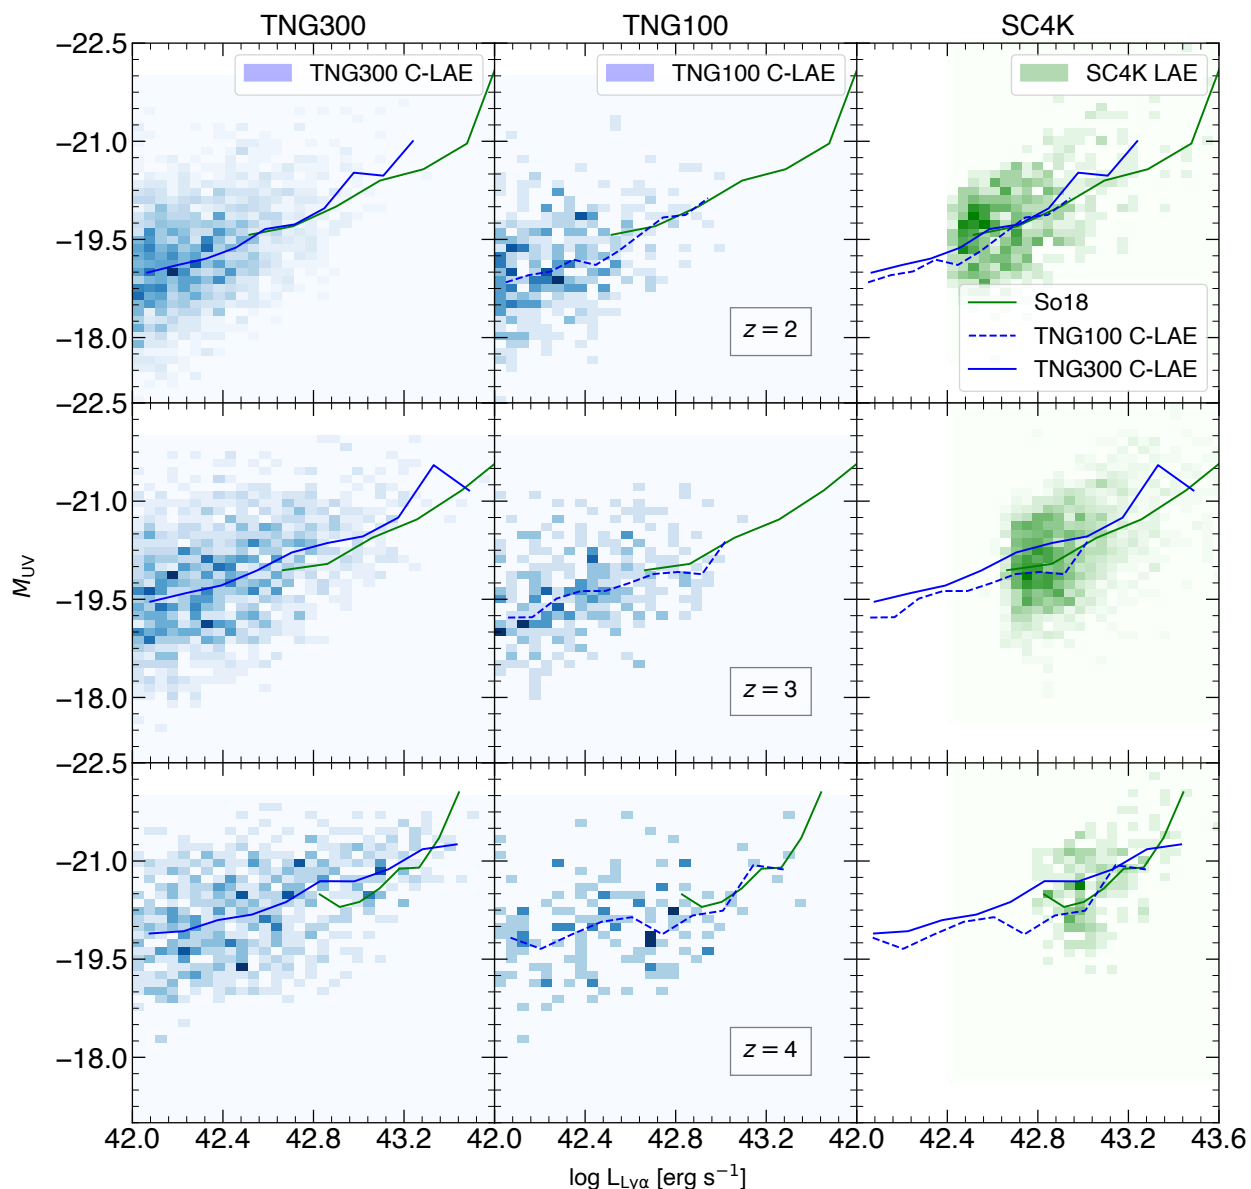 TNG300 TNG100 SC4K
−22.5
TNG300 C-LAE TNG100 C-LAE SC4K LAE
−21.0
−19.5
So18
z = 2 TNG100 C-LAE
−18.0
TNG300 C-LAE
−22.5
−21.0
M_UV
−19.5
z = 3
−18.0
−22.5
−21.0
−19.5
z = 4
−18.0
42.0 42.4 42.8 43.2 42.0 42.4 42.8 43.2 42.0 42.4 42.8 43.2 43.6
log L_Lyα [erg s⁻¹]